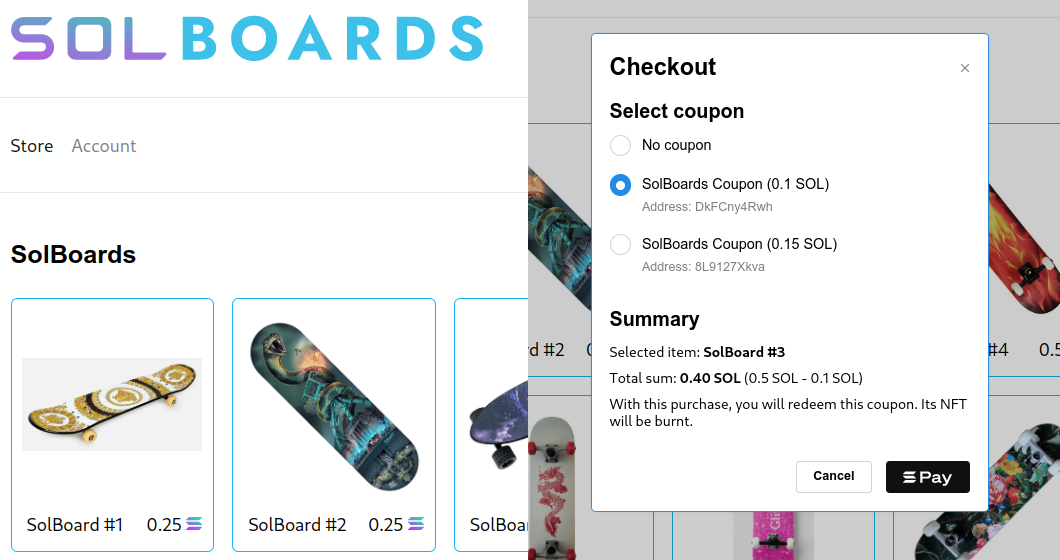 SOLBOARDS
Store Account
SolBoards
SolBoard #1 0.25
SolBoard #2 0.25
SolBoa
Checkout ×
Select coupon
No coupon
SolBoards Coupon (0.1 SOL)
Address: DkFCny4Rwh
SolBoards Coupon (0.15 SOL)
Address: 8L9127Xkva
Summary
Selected item: SolBoard #3
Total sum: 0.40 SOL (0.5 SOL - 0.1 SOL)
With this purchase, you will redeem this coupon. Its NFT
will be burnt.
Cancel Pay
rd #2
#4 0.5